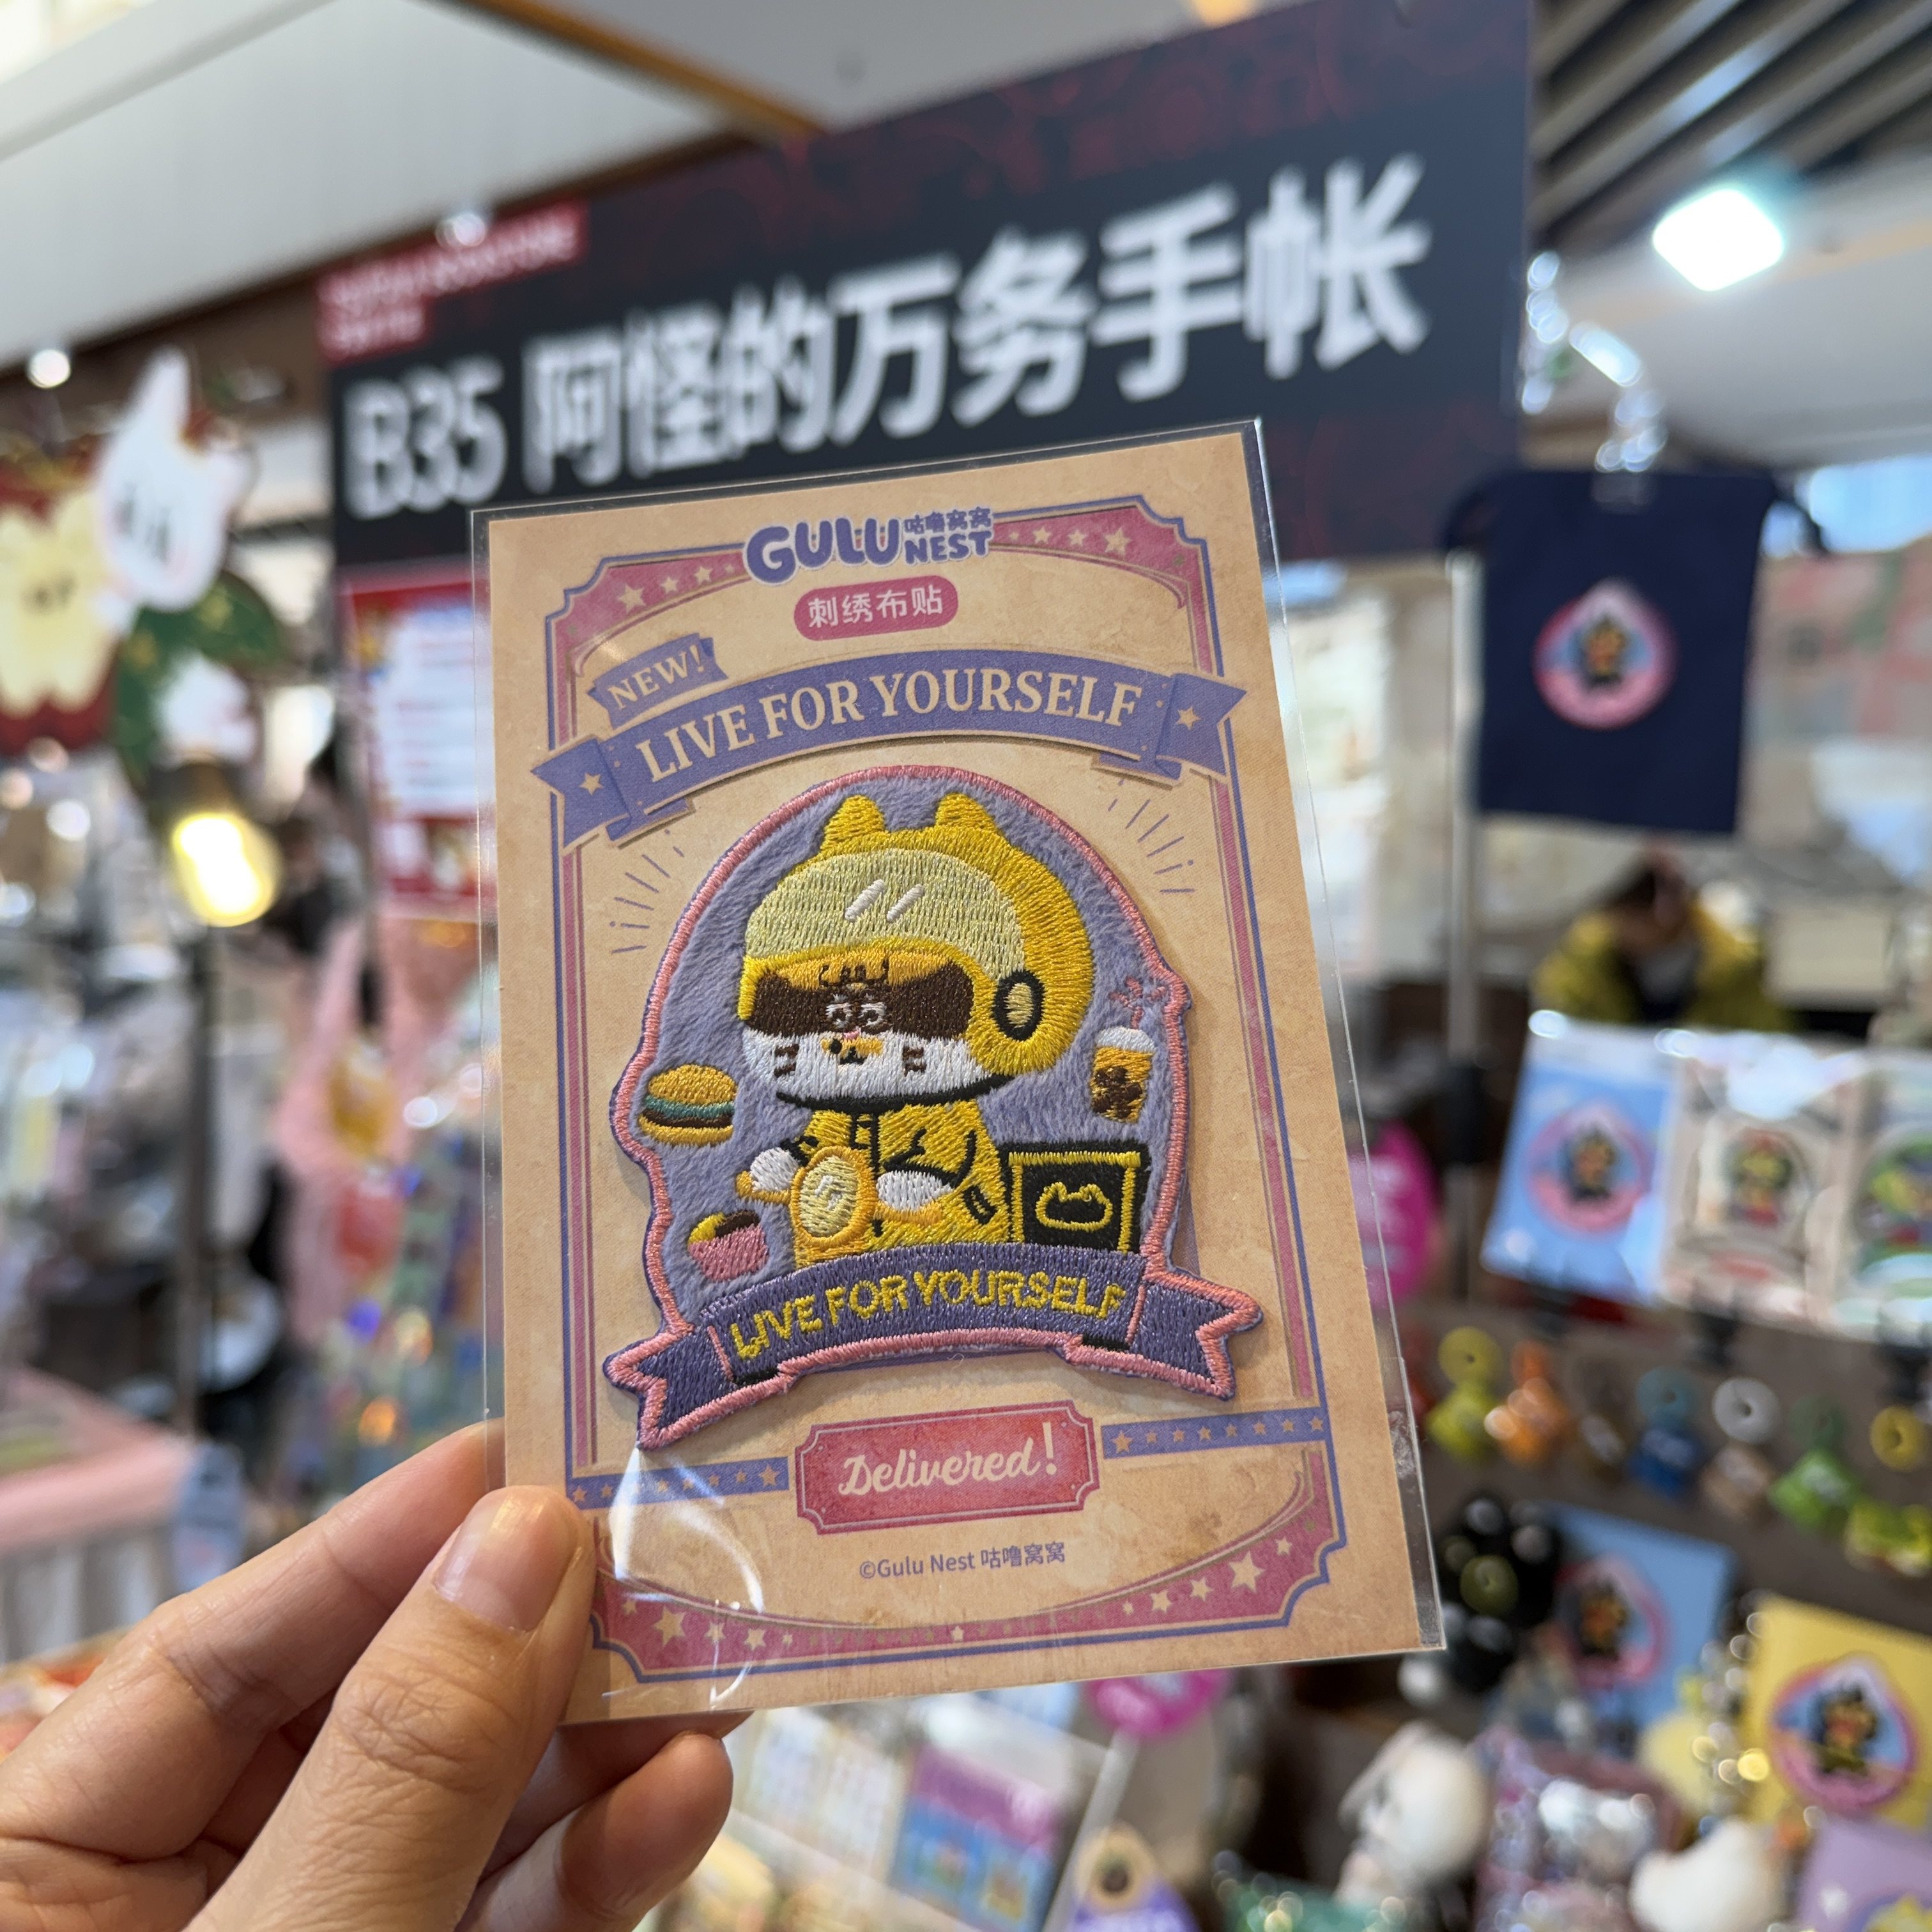 B35 阿怪的万务手帐
GULU 咕噜窝窝
NEST
刺绣布贴
NEW!
LIVE FOR YOURSELF
LIVE FOR YOURSELF
Delivered!
©Gulu Nest 咕噜窝窝